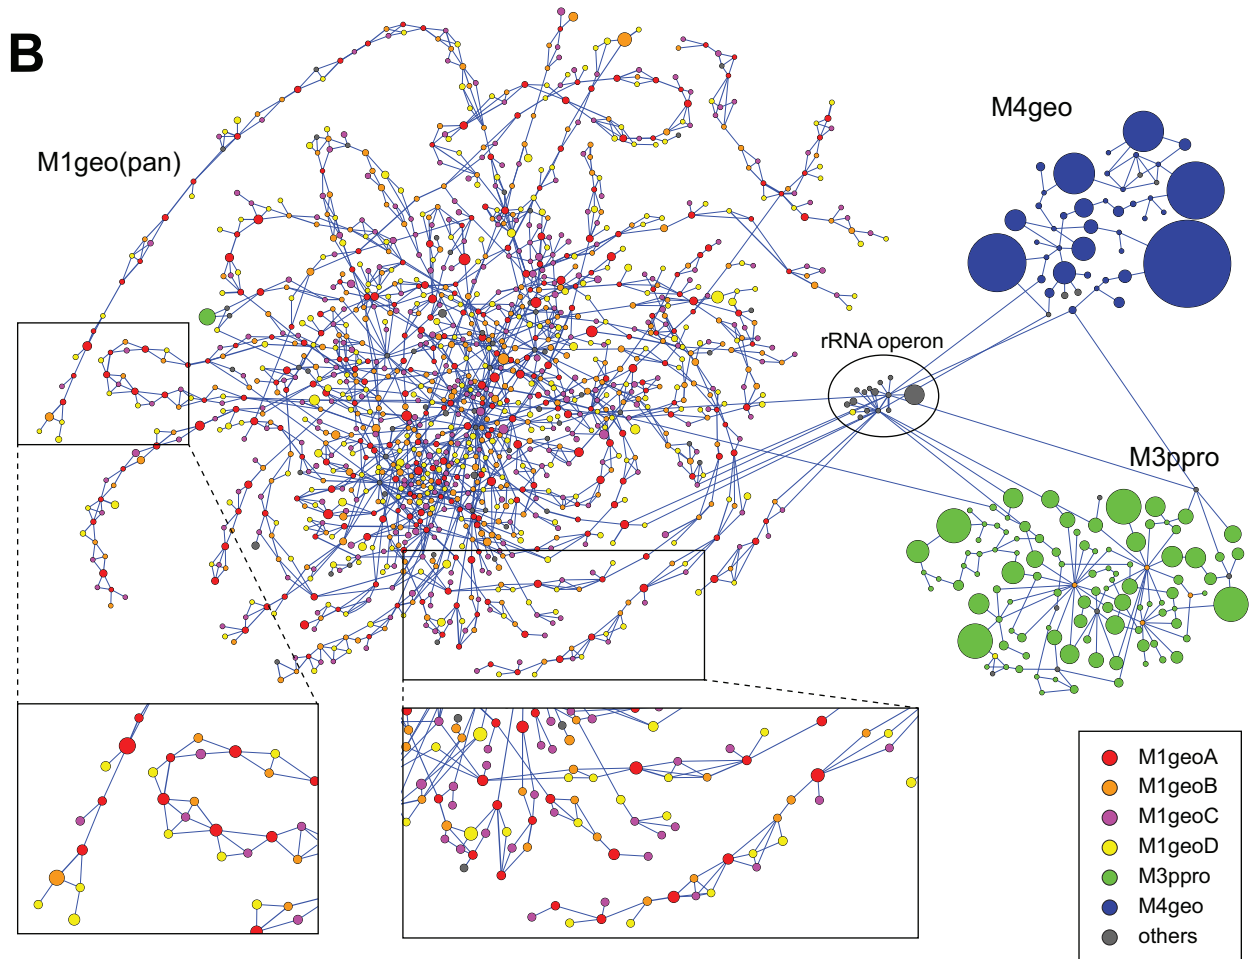 B
M4geo
M1geo(pan)
rRNA operon
M3ppro
M1geoA
M1geoB
M1geoC
M1geoD
M3ppro
M4geo
others